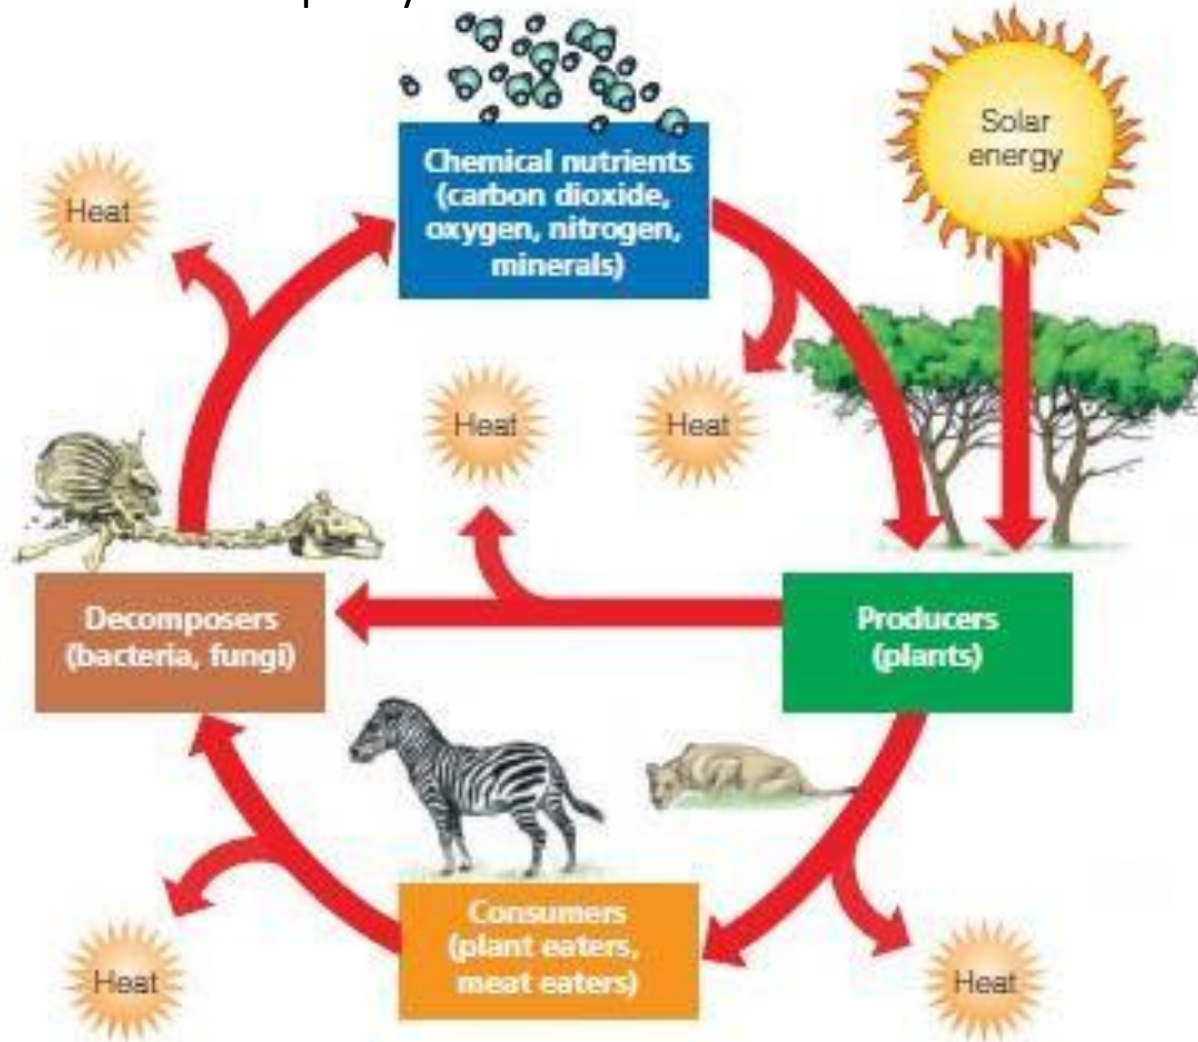 Chemical nutrients
(carbon dioxide,
oxygen, nitrogen,
minerals)
Solar
energy
Heat
Heat
Heat
Decomposers
(bacteria, fungi)
Producers
(plants)
Consumers
(plant eaters,
meat eaters)
Heat
Heat